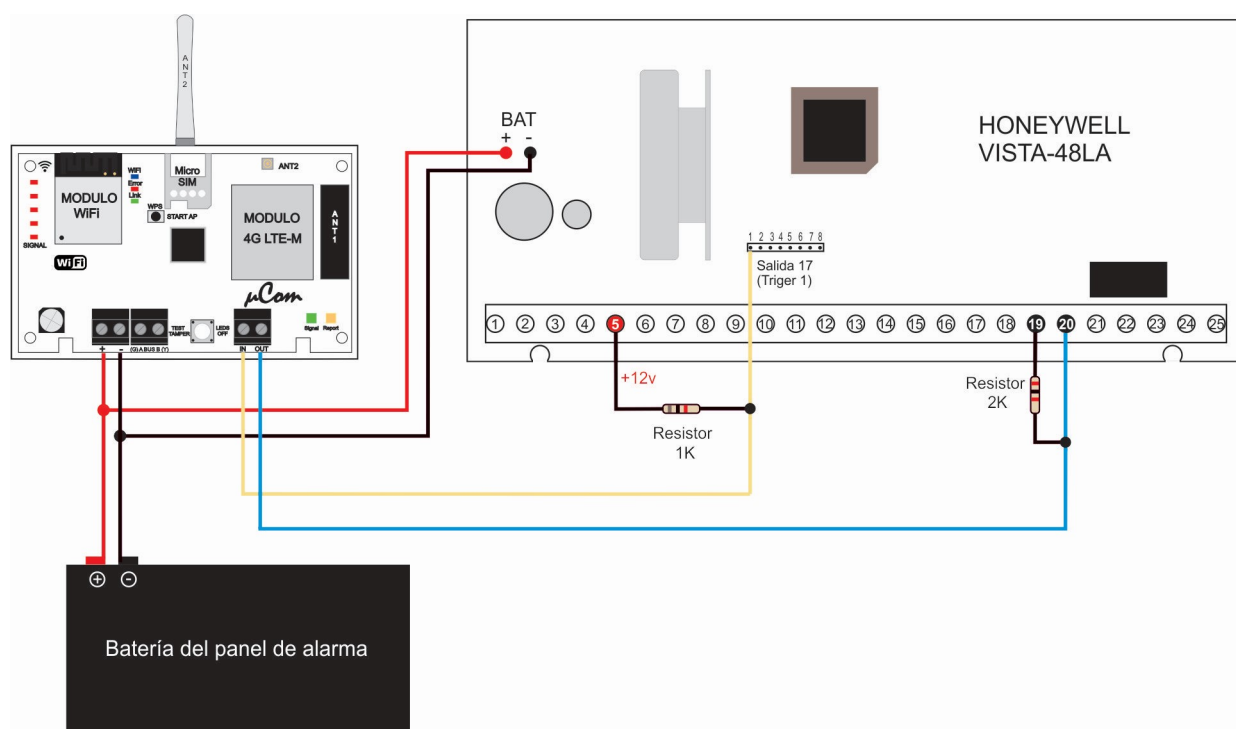 ANT2
ANT2
Micro
SIM
WIFI
Error
Link
MODULO
WiFi
WPS
START AP
MODULO
4G LTE-M
ANT1
SIGNAL
WiFi
µCom
TEST
TAMPER
LEDS
OFF
Signal Report
+ - (G) A BUS B (Y) IN OUT
BAT
+ -
HONEYWELL
VISTA-48LA
1 2 3 4 5 6 7 8
Salida 17
(Triger 1)
1 2 3 4 5 6 7 8 9 10 11 12 13 14 15 16 17 18 19 20 21 22 23 24 25
+12v
Resistor
1K
Resistor
2K
+ -
Batería del panel de alarma